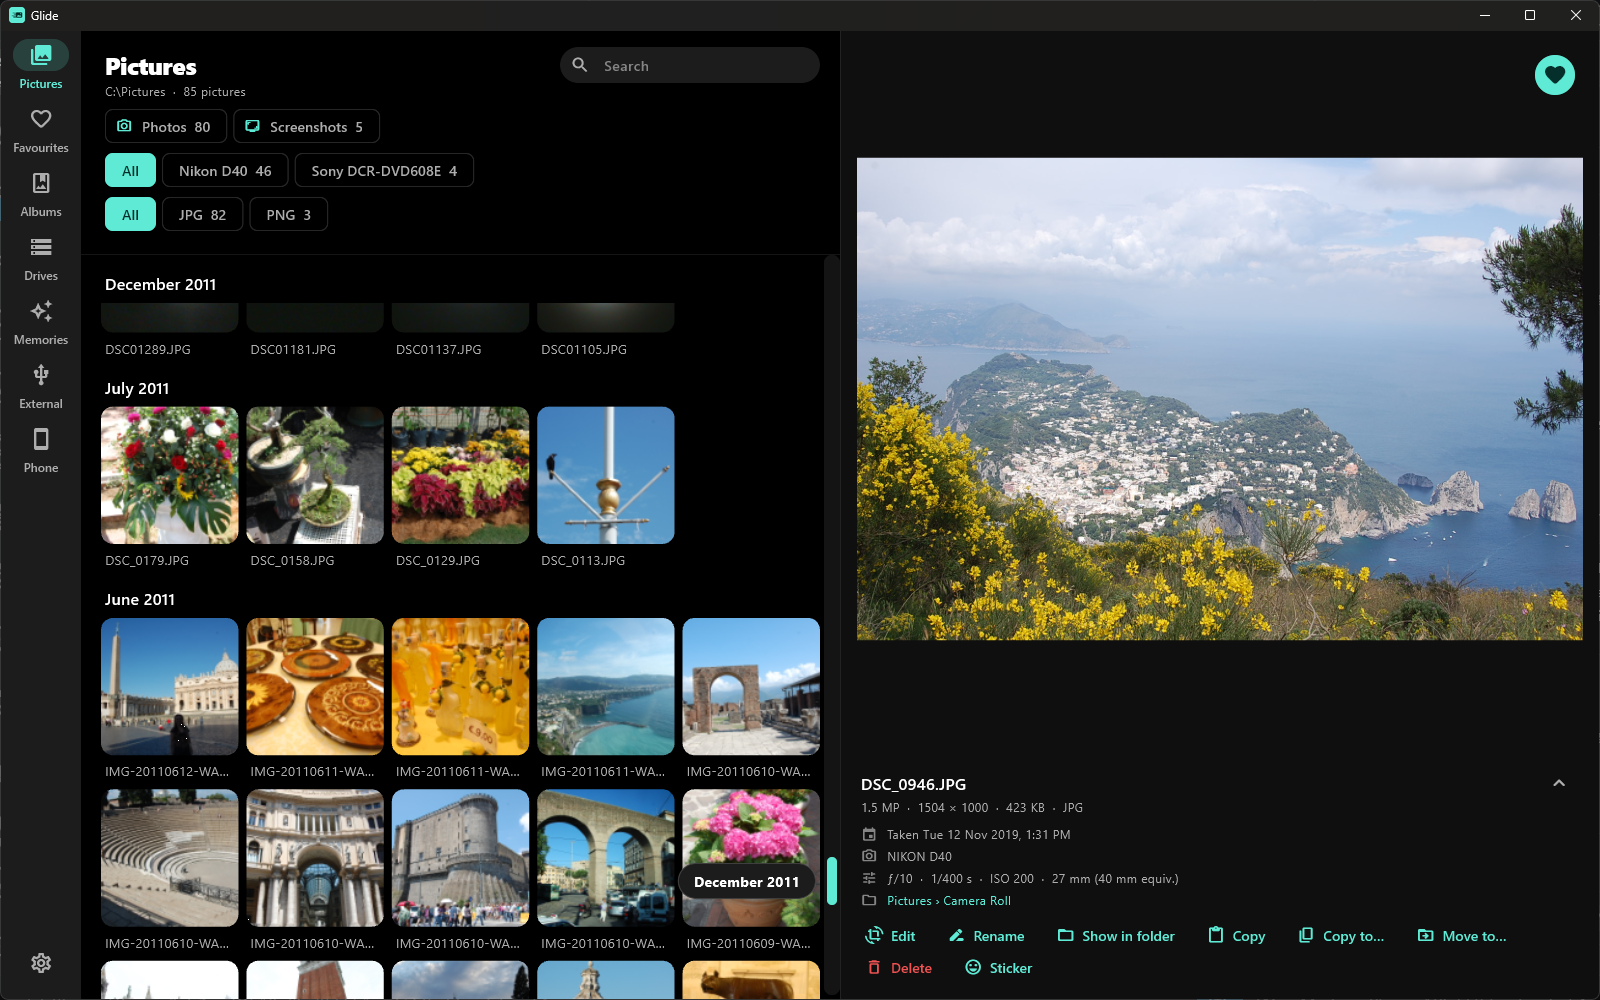 Glide
Pictures
Favourites
Albums
Drives
Memories
External
Phone
Pictures
C:\Pictures · 85 pictures
Search
Photos 80
Screenshots 5
All
Nikon D40 46
Sony DCR-DVD608E 4
All
JPG 82
PNG 3
December 2011
DSC01289.JPG
DSC01181.JPG
DSC01137.JPG
DSC01105.JPG
July 2011
DSC_0179.JPG
DSC_0158.JPG
DSC_0129.JPG
DSC_0113.JPG
June 2011
€9,00
IMG-20110612-WA...
IMG-20110611-WA...
IMG-20110611-WA...
IMG-20110611-WA...
IMG-20110610-WA...
December 2011
IMG-20110610-WA...
IMG-20110610-WA...
IMG-20110610-WA...
IMG-20110610-WA...
IMG-20110609-WA...
DSC_0946.JPG
1.5 MP · 1504 × 1000 · 423 KB · JPG
Taken Tue 12 Nov 2019, 1:31 PM
NIKON D40
ƒ/10 · 1/400 s · ISO 200 · 27 mm (40 mm equiv.)
Pictures › Camera Roll
Edit
Rename
Show in folder
Copy
Copy to...
Move to...
Delete
Sticker